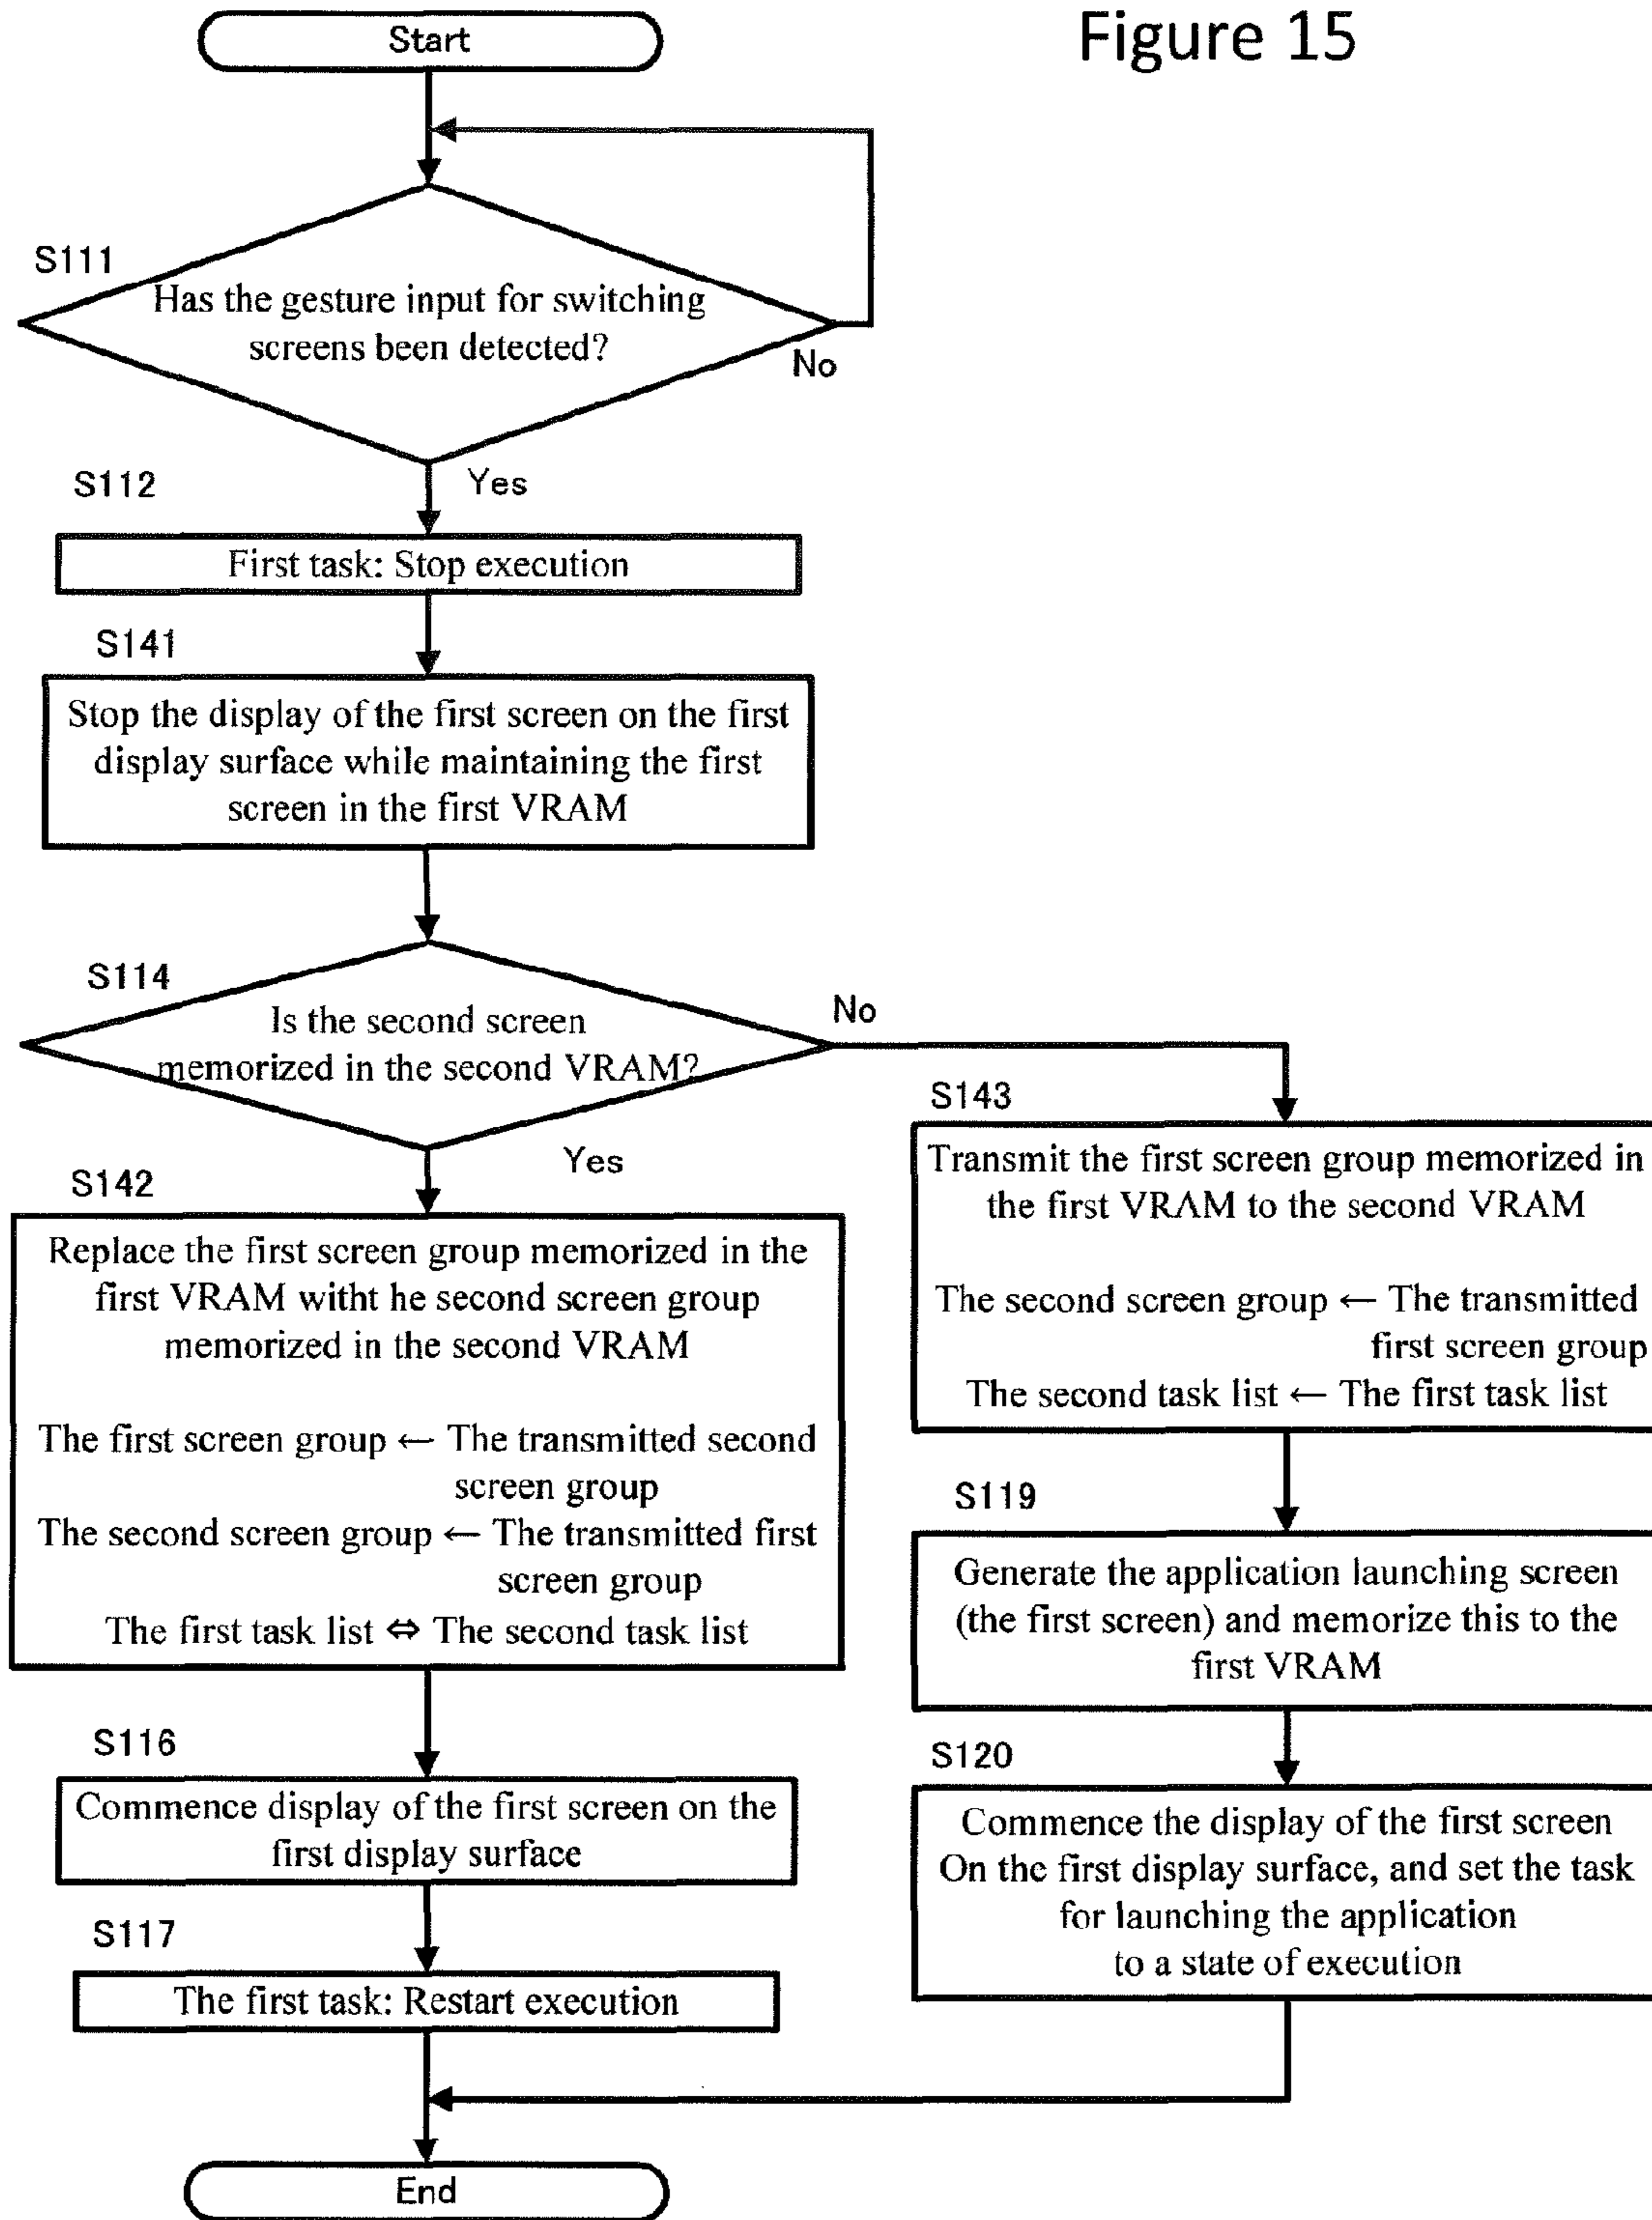 Figure 15
Start
S111
Has the gesture input for switching
screens been detected?
No
Yes
S112
First task: Stop execution
S141
Stop the display of the first screen on the first
display surface while maintaining the first
screen in the first VRAM
S114
Is the second screen
memorized in the second VRAM?
No
Yes
S142
Replace the first screen group memorized in the
first VRAM witht he second screen group
memorized in the second VRAM
The first screen group ← The transmitted second
screen group
The second screen group ← The transmitted first
screen group
The first task list ⇔ The second task list
S116
Commence display of the first screen on the
first display surface
S117
The first task: Restart execution
S143
Transmit the first screen group memorized in
the first VRAM to the second VRAM
The second screen group ← The transmitted
first screen group
The second task list ← The first task list
S119
Generate the application launching screen
(the first screen) and memorize this to the
first VRAM
S120
Commence the display of the first screen
On the first display surface, and set the task
for launching the application
to a state of execution
End